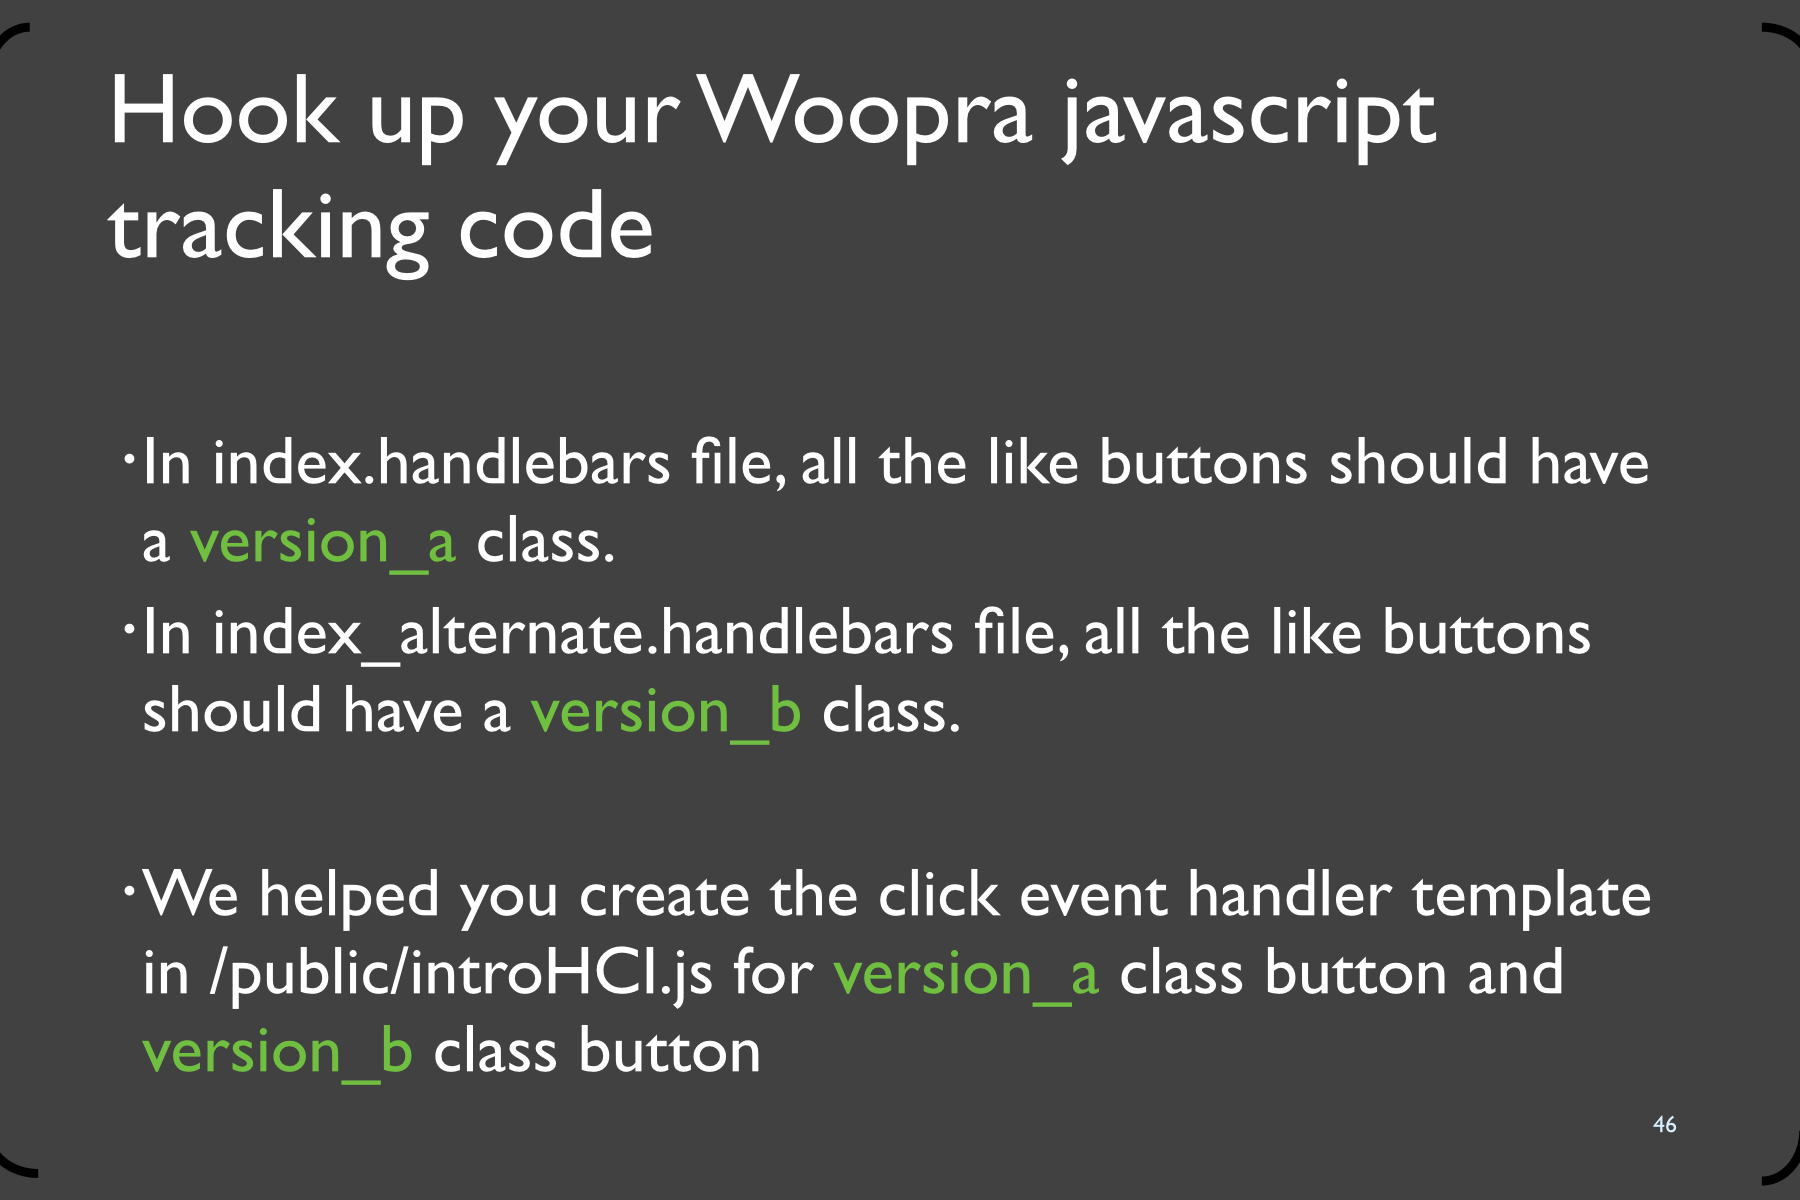 Hook up your Woopra javascript
tracking code
•In index.handlebars file, all the like buttons should have
a version_a class.
•In index_alternate.handlebars file, all the like buttons
should have a version_b class.
•We helped you create the click event handler template
in /public/introHCI.js for version_a class button and
version_b class button
46